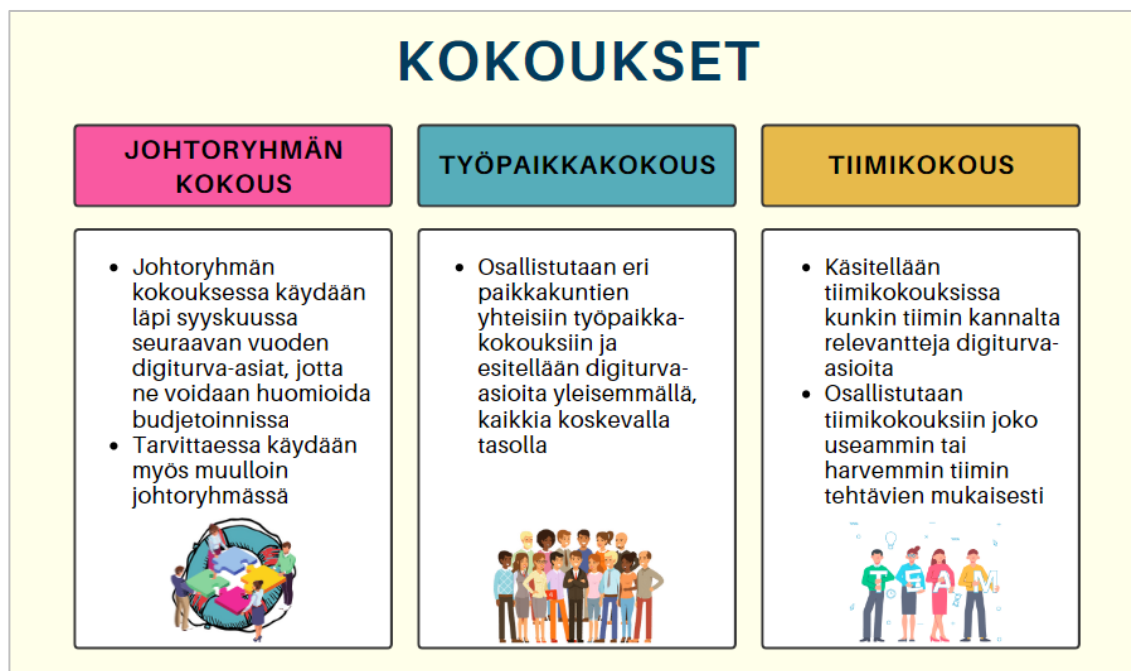 KOKOUKSET
JOHTORYHMÄN
KOKOUS
• Johtoryhmän
kokouksessa käydään
läpi syyskuussa
seuraavan vuoden
digiturva-asiat, jotta
ne voidaan huomioida
budjetoinnissa
• Tarvittaessa käydään
myös muulloin
johtoryhmässä
TYÖPAIKKAKOKOUS
• Osallistutaan eri
paikkakuntien
yhteisiin työpaikka-
kokouksiin ja
esitellään digiturva-
asioita yleisemmällä,
kaikkia koskevalla
tasolla
TIIMIKOKOUS
• Käsitellään
tiimikokouksissa
kunkin tiimin kannalta
relevantteja digiturva-
asioita
• Osallistutaan
tiimikokouksiin joko
useammin tai
harvemmin tiimin
tehtävien mukaisesti
TEAM